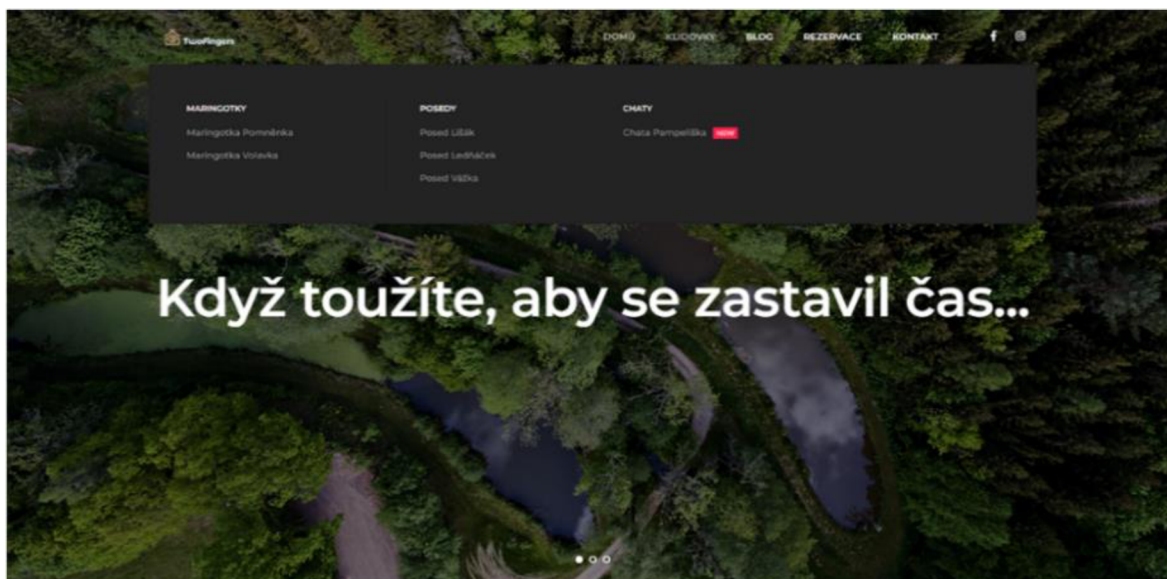 TwoFingers
DOMŮ KLIDOVKY BLOG REZERVACE KONTAKT
MARINGOTKY
Maringotka Pomněnka
Maringotka Volavka
POSEDY
Posed Lišák
Posed Ledňáček
Posed Vážka
CHATY
Chata Pampeliška NEW
Když toužíte, aby se zastavil čas...